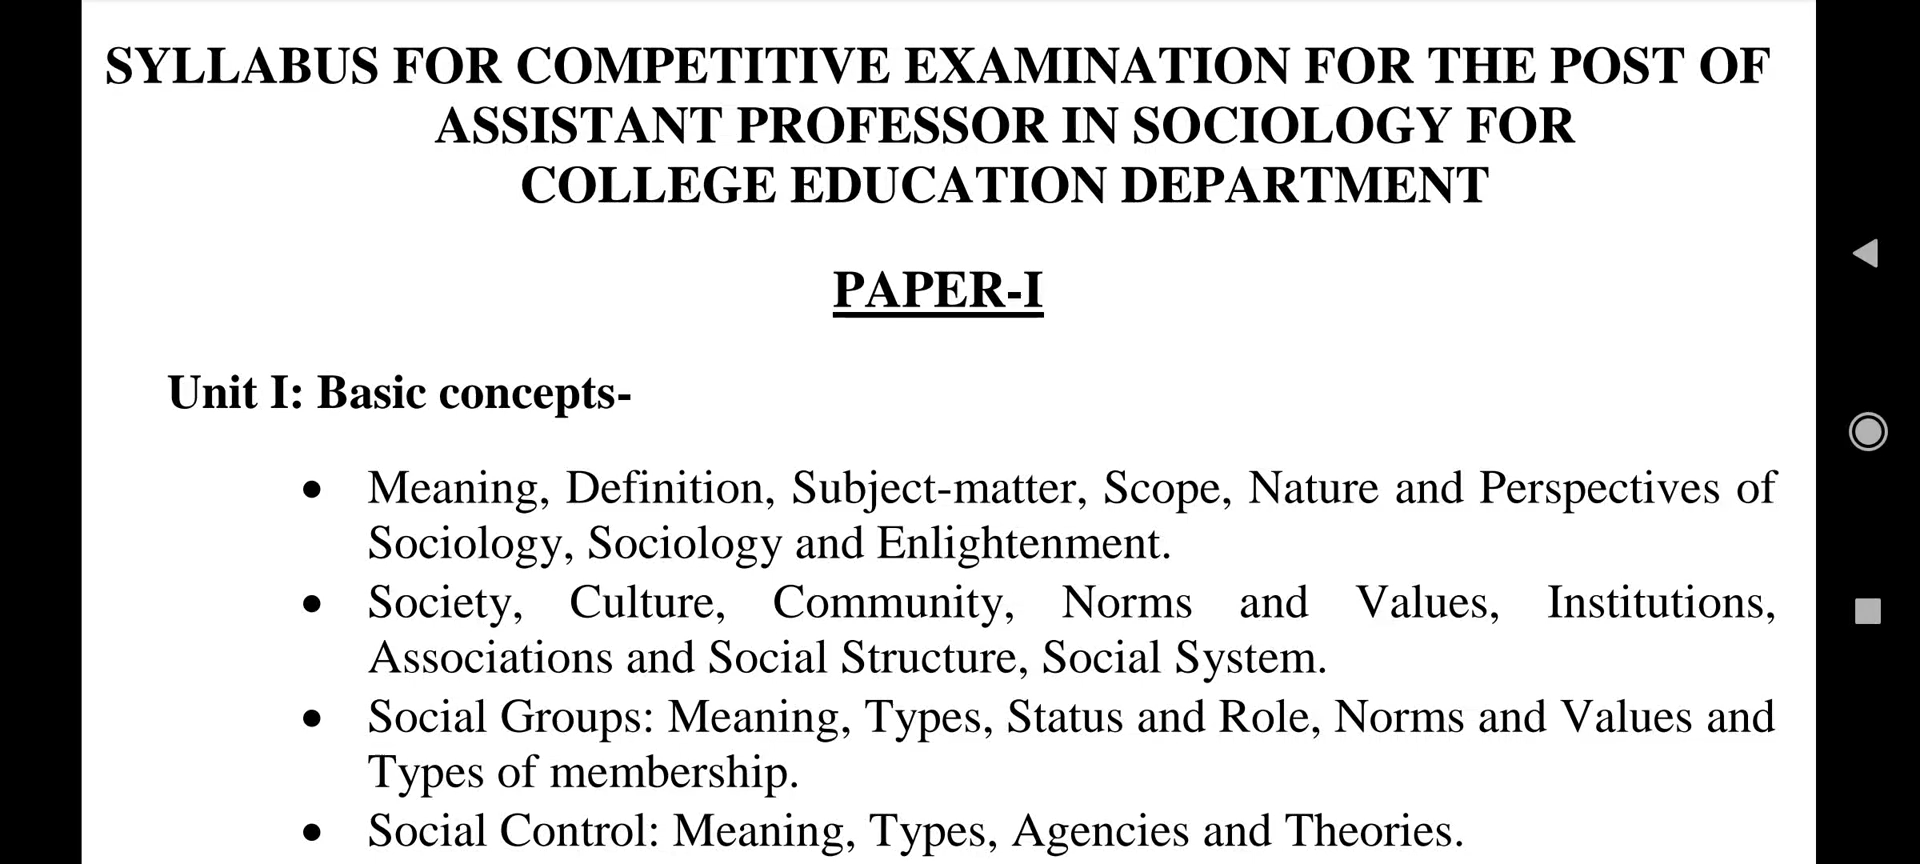 SYLLABUS FOR COMPETITIVE EXAMINATION FOR THE POST OF
ASSISTANT PROFESSOR IN SOCIOLOGY FOR
COLLEGE EDUCATION DEPARTMENT
PAPER-I
Unit I: Basic concepts-
• Meaning, Definition, Subject-matter, Scope, Nature and Perspectives of
Sociology, Sociology and Enlightenment.
• Society, Culture, Community, Norms and Values, Institutions,
Associations and Social Structure, Social System.
• Social Groups: Meaning, Types, Status and Role, Norms and Values and
Types of membership.
• Social Control: Meaning, Types, Agencies and Theories.